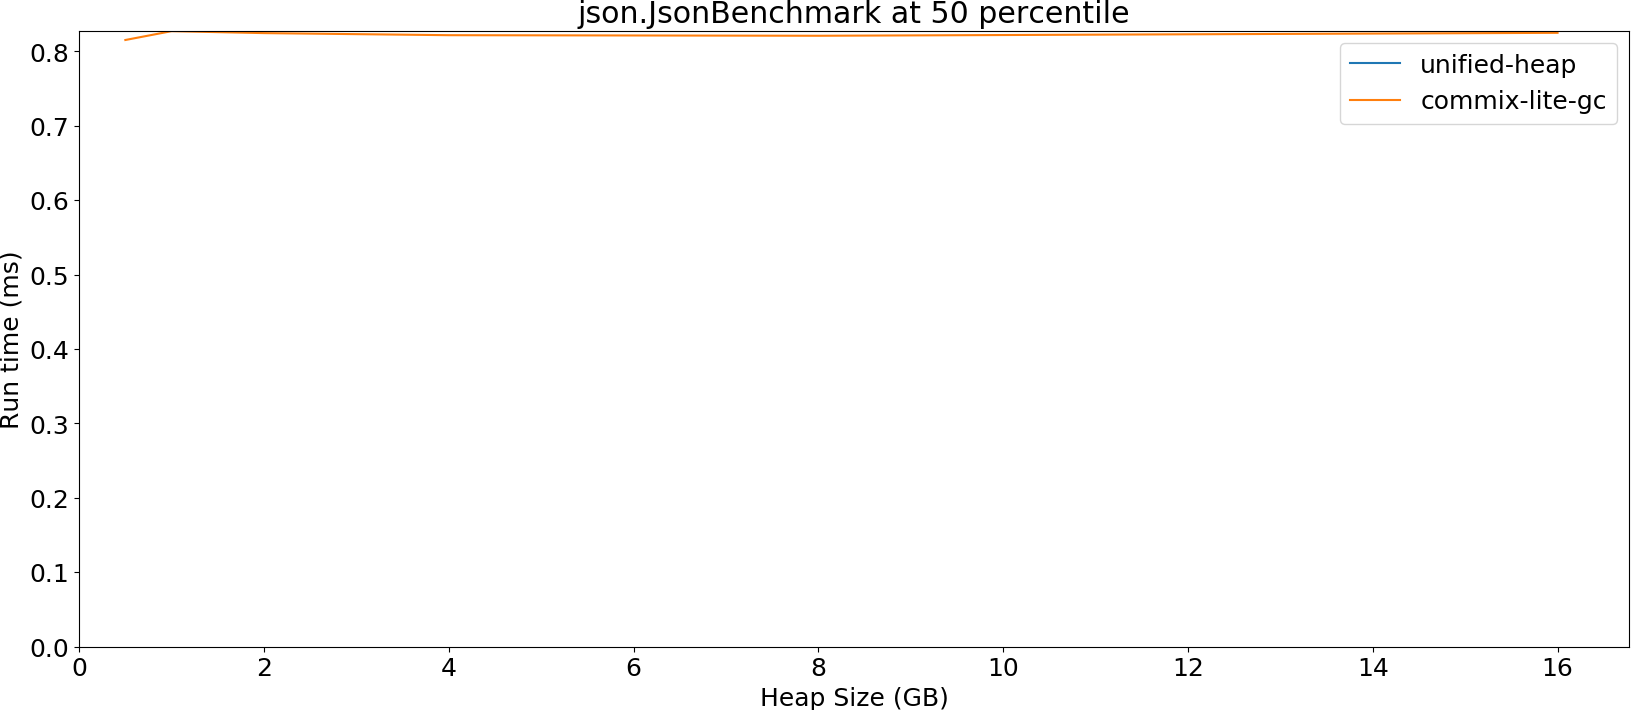 json.JsonBenchmark at 50 percentile
unified-heap
commix-lite-gc
0.8
0.7
0.6
0.5
0.4
0.3
0.2
0.1
0.0
Run time (ms)
0 2 4 6 8 10 12 14 16
Heap Size (GB)